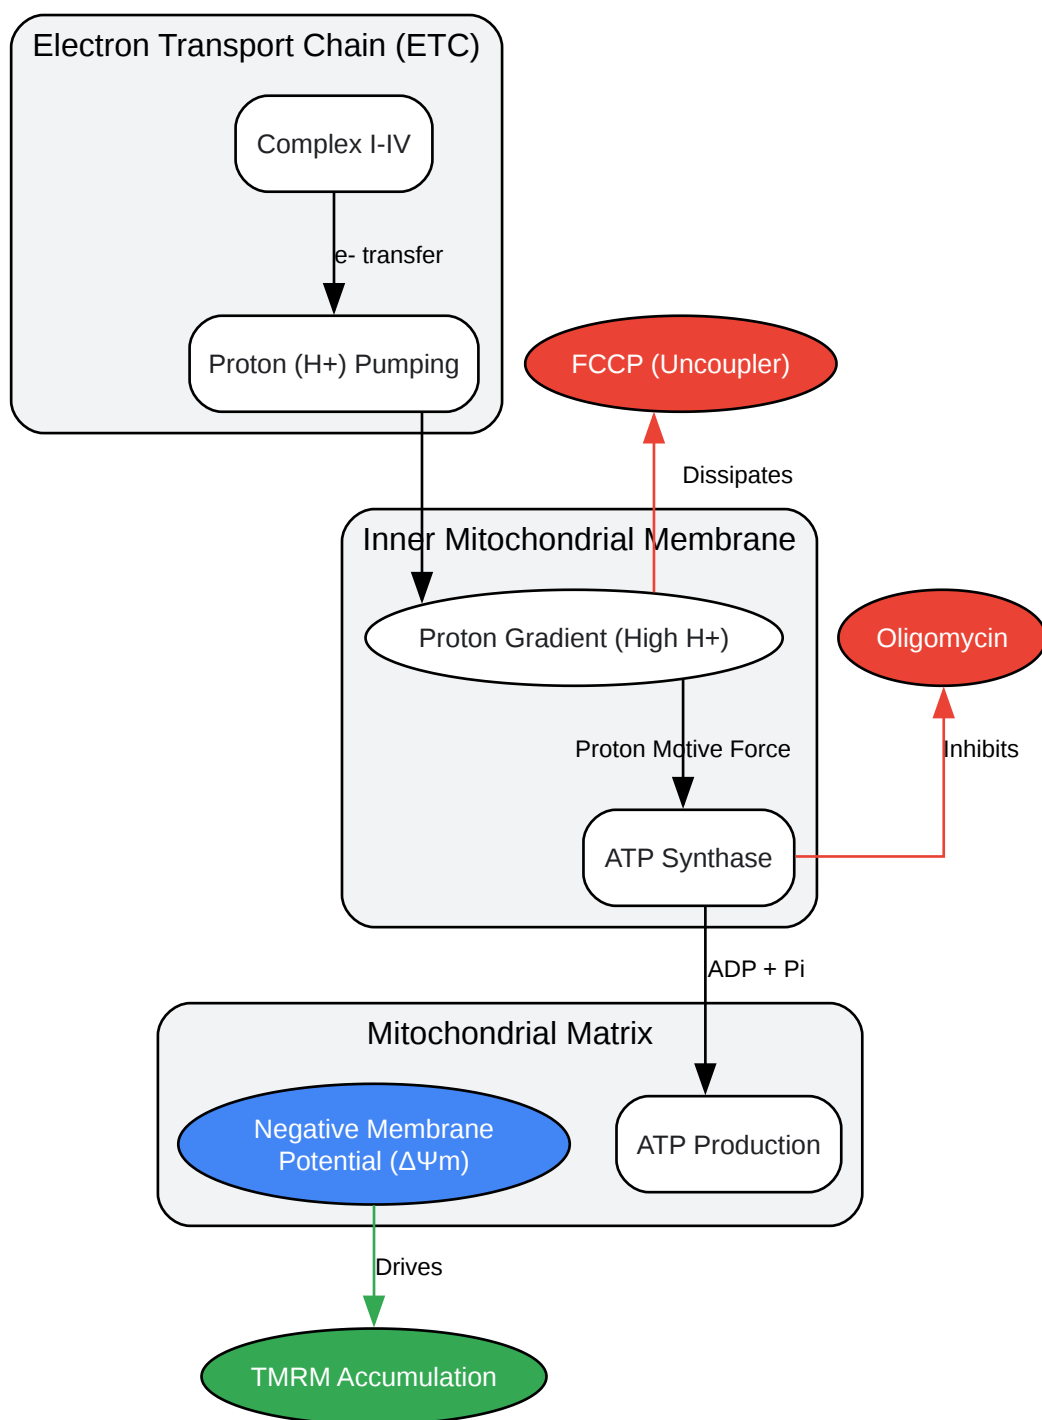 Electron Transport Chain (ETC)
Complex I-IV
e- transfer
Proton (H+) Pumping
FCCP (Uncoupler)
Dissipates
Inner Mitochondrial Membrane
Proton Gradient (High H+)
Oligomycin
Proton Motive Force
Inhibits
ATP Synthase
ADP + Pi
Mitochondrial Matrix
Negative Membrane
Potential (ΔΨm)
ATP Production
Drives
TMRM Accumulation